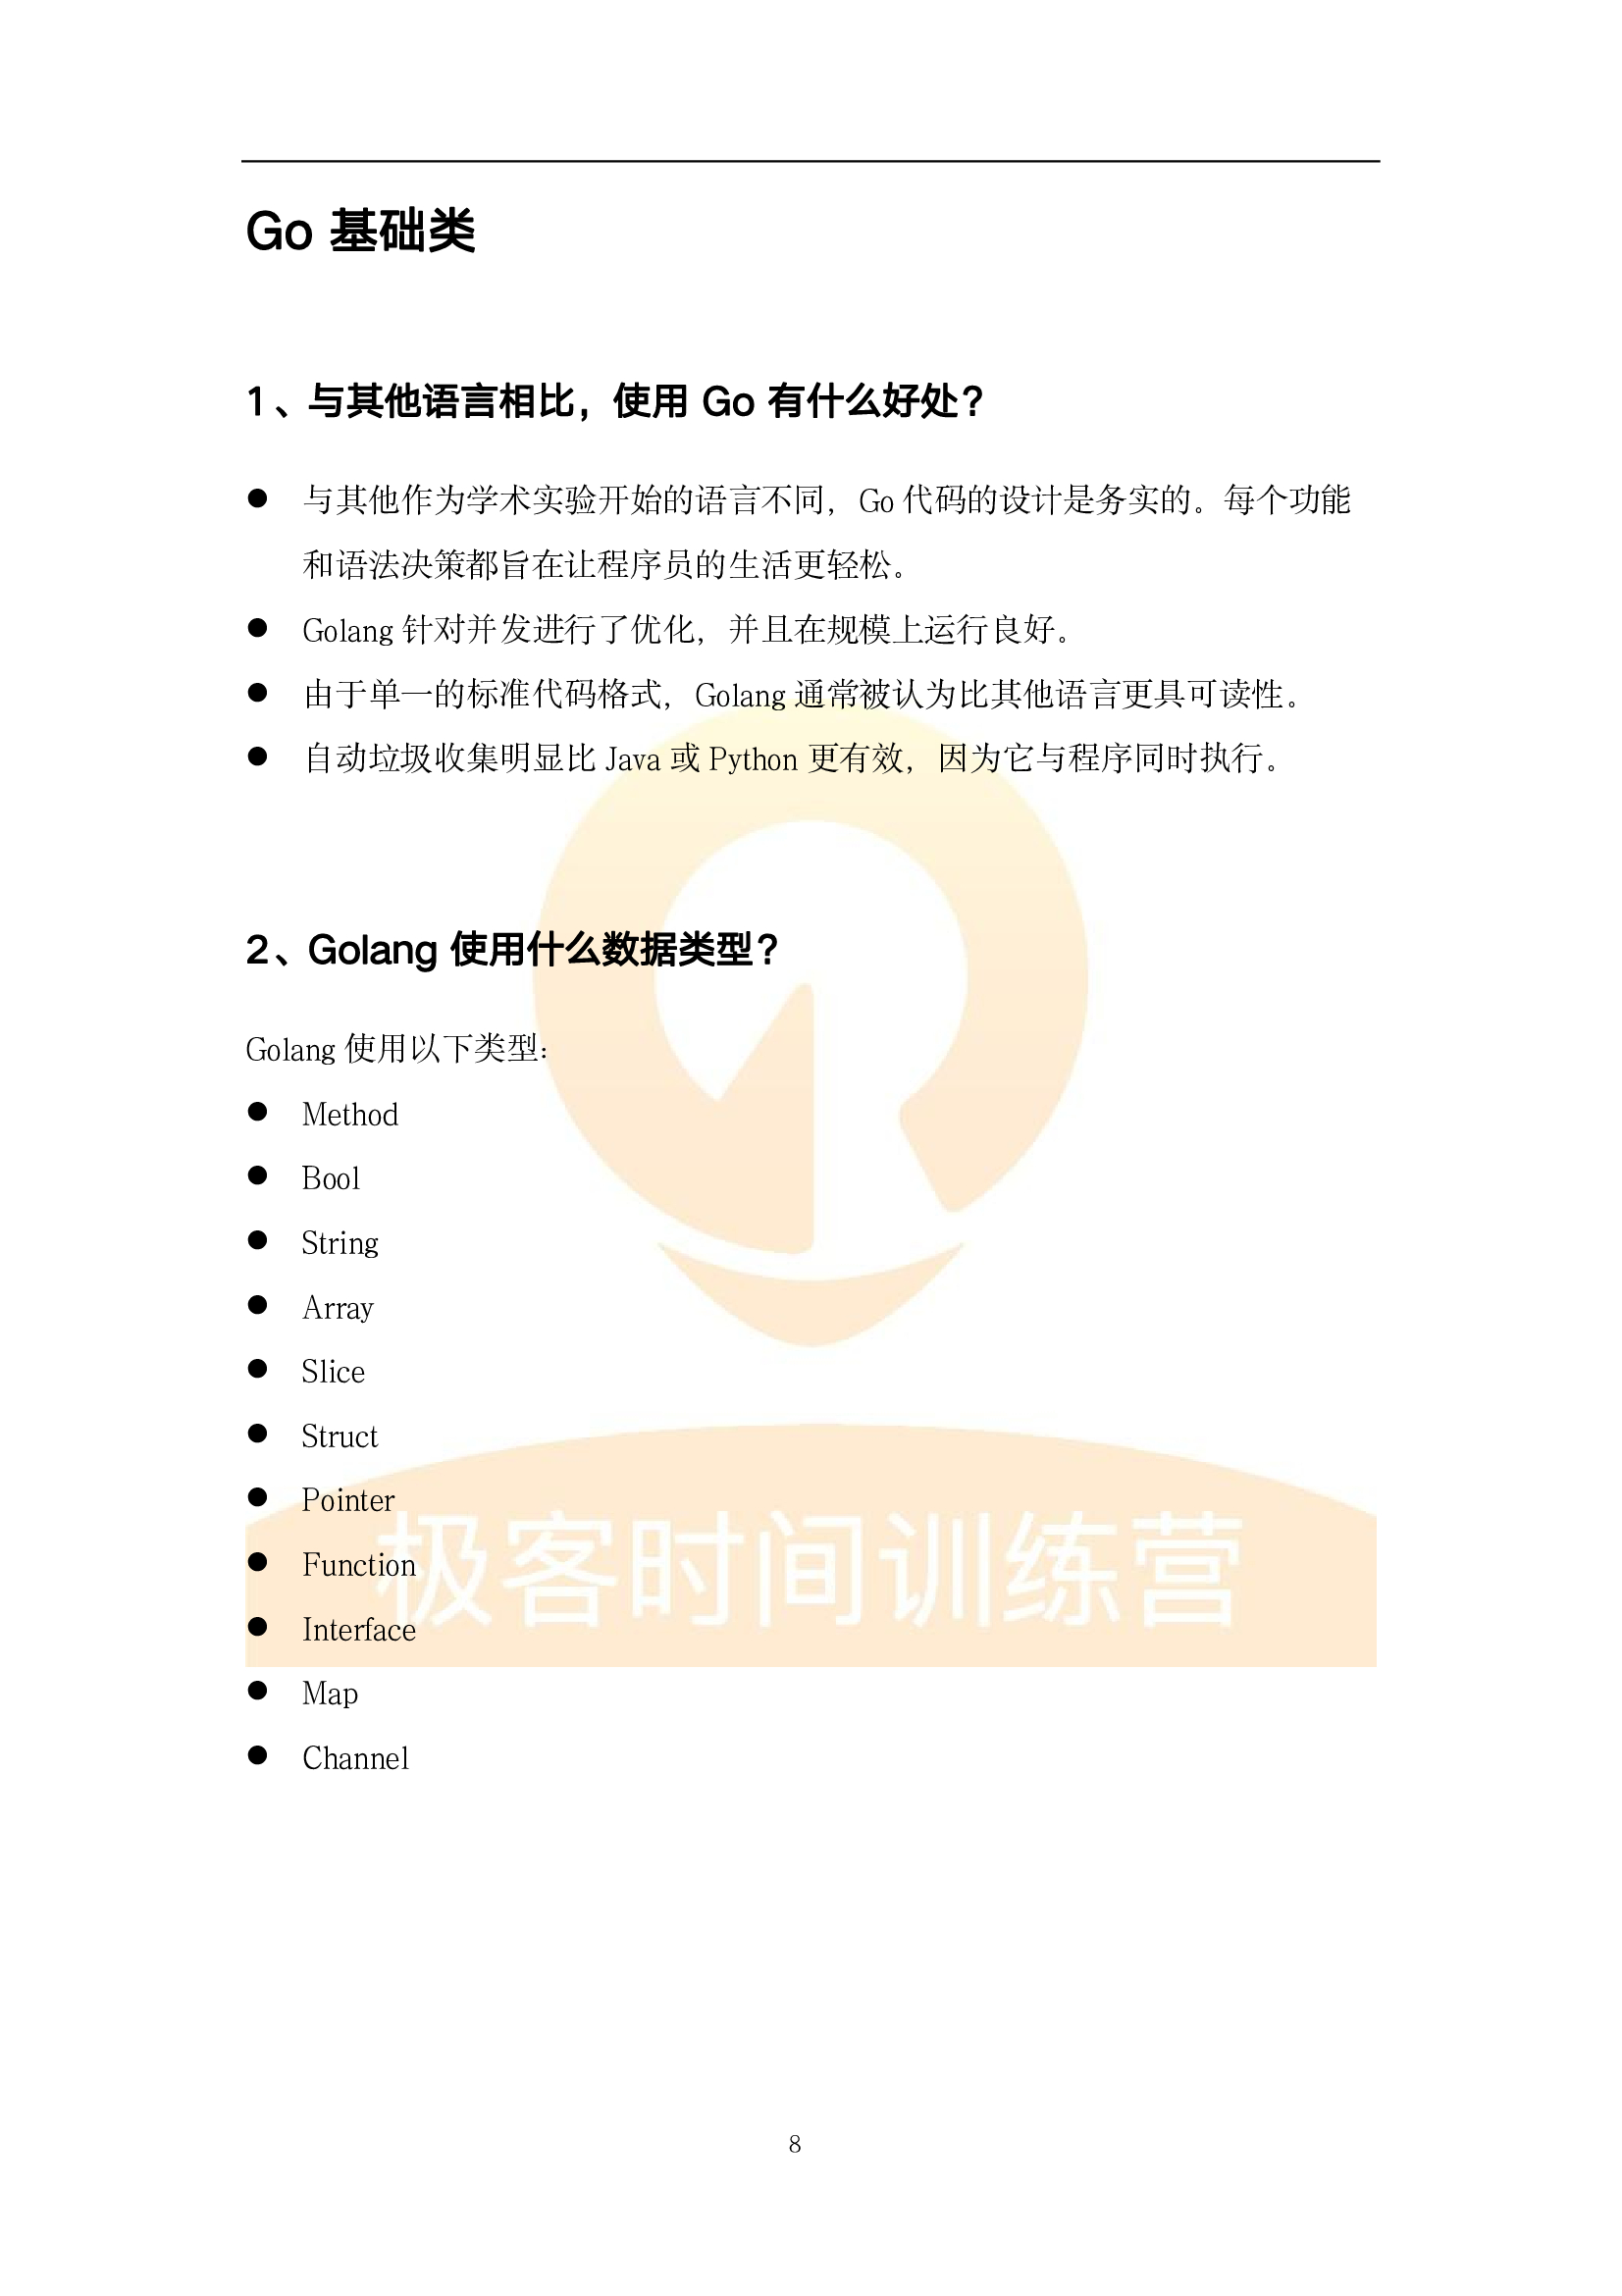 Go 基础类
1、与其他语言相比，使用 Go 有什么好处？
● 与其他作为学术实验开始的语言不同，Go 代码的设计是务实的。每个功能
和语法决策都旨在让程序员的生活更轻松。
● Golang 针对并发进行了优化，并且在规模上运行良好。
● 由于单一的标准代码格式，Golang 通常被认为比其他语言更具可读性。
● 自动垃圾收集明显比 Java 或 Python 更有效，因为它与程序同时执行。
2、Golang 使用什么数据类型？
Golang 使用以下类型：
● Method
● Bool
● String
● Array
● Slice
● Struct
● Pointer
● Function
● Interface
● Map
● Channel
极客时间训练营
8